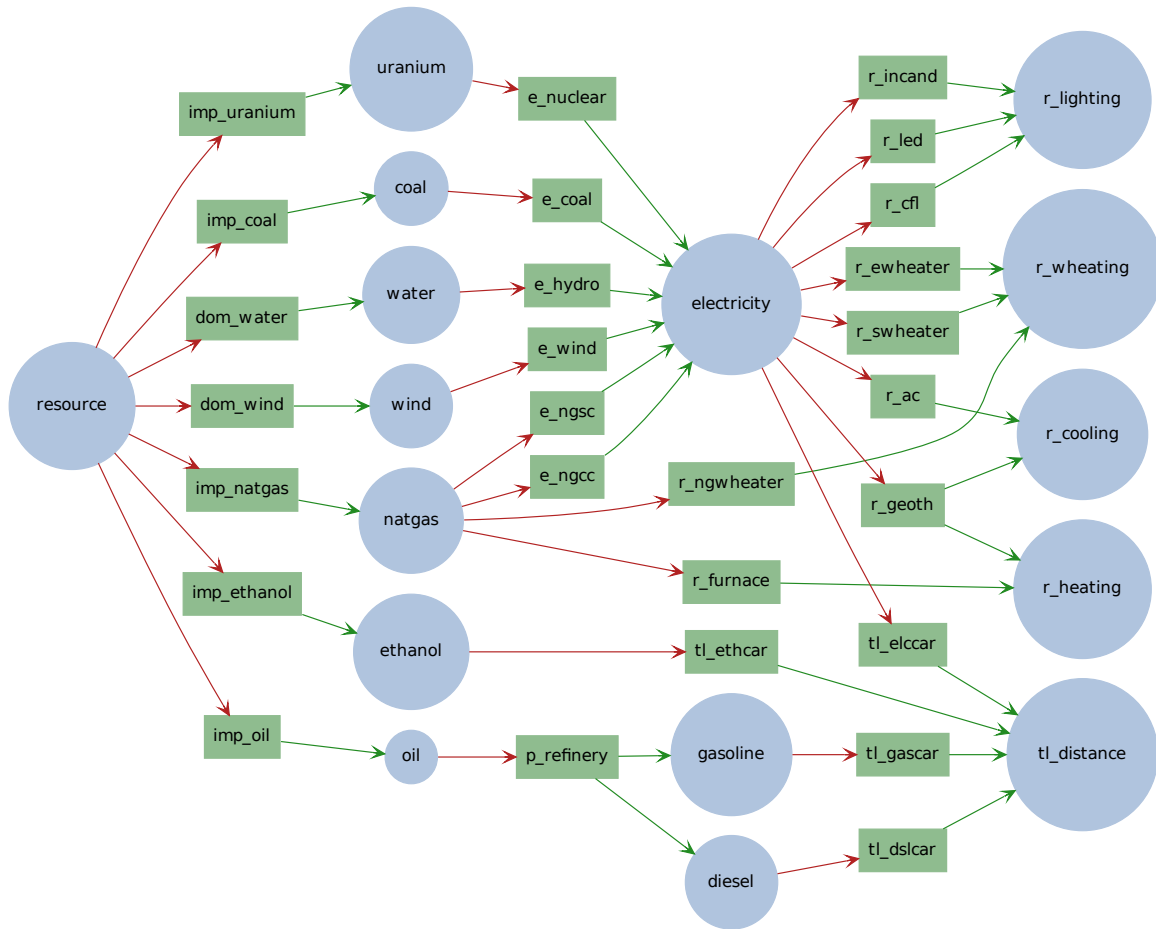 uranium
imp_uranium
e_nuclear
r_incand
r_lighting
r_led
coal
e_coal
r_cfl
imp_coal
r_ewheater
r_wheating
water
e_hydro
electricity
dom_water
r_swheater
e_wind
resource
dom_wind
wind
r_ac
e_ngsc
r_cooling
imp_natgas
e_ngcc
r_ngwheater
r_geoth
natgas
r_furnace
r_heating
imp_ethanol
ethanol
tl_ethcar
tl_elccar
imp_oil
oil
p_refinery
gasoline
tl_gascar
tl_distance
tl_dslcar
diesel